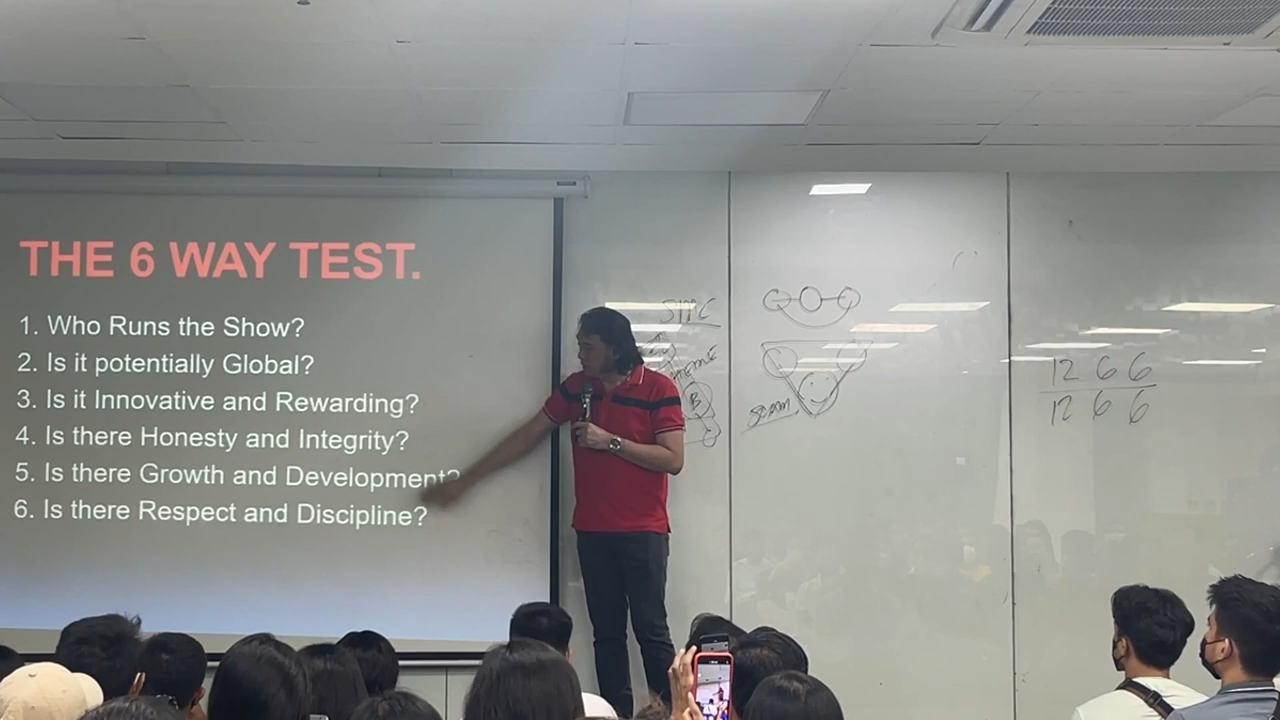 THE 6 WAY TEST.
1. Who Runs the Show?
2. Is it potentially Global?
3. Is it Innovative and Rewarding?
4. Is there Honesty and Integrity?
5. Is there Growth and Development?
6. Is there Respect and Discipline?
B
SCAM
12 6 6
12 6 6